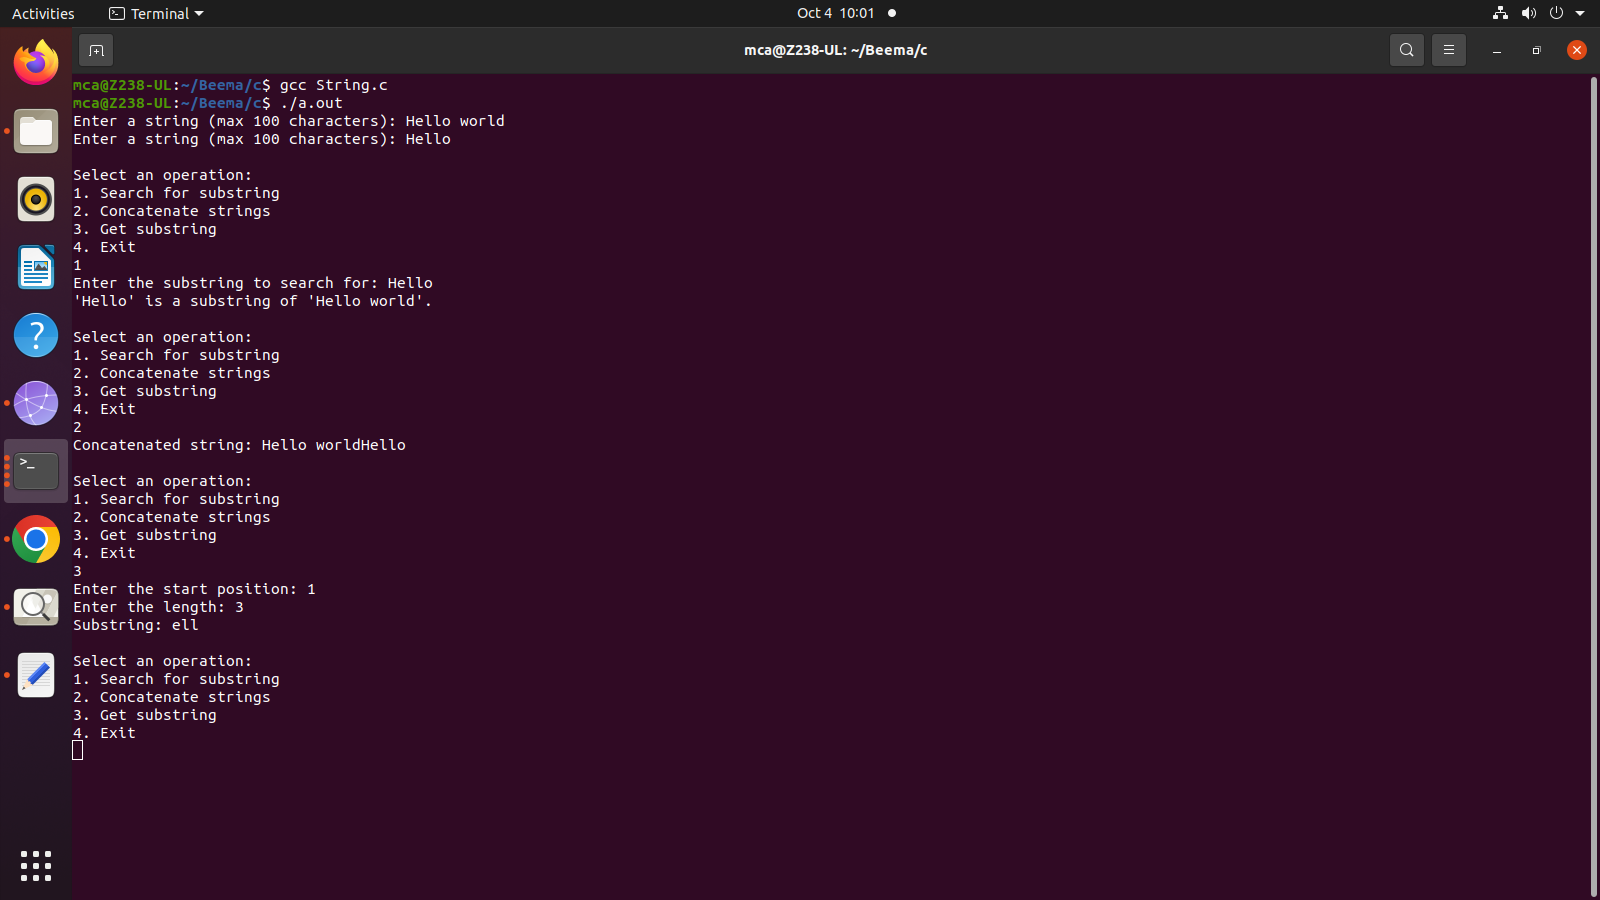 Activities Terminal Oct 4 10:01
mca@Z238-UL: ~/Beema/c
mca@Z238-UL:~/Beema/c$ gcc String.c
mca@Z238-UL:~/Beema/c$ ./a.out
Enter a string (max 100 characters): Hello world
Enter a string (max 100 characters): Hello
Select an operation:
1. Search for substring
2. Concatenate strings
3. Get substring
4. Exit
1
Enter the substring to search for: Hello
'Hello' is a substring of 'Hello world'.
Select an operation:
1. Search for substring
2. Concatenate strings
3. Get substring
4. Exit
2
Concatenated string: Hello worldHello
Select an operation:
1. Search for substring
2. Concatenate strings
3. Get substring
4. Exit
3
Enter the start position: 1
Enter the length: 3
Substring: ell
Select an operation:
1. Search for substring
2. Concatenate strings
3. Get substring
4. Exit